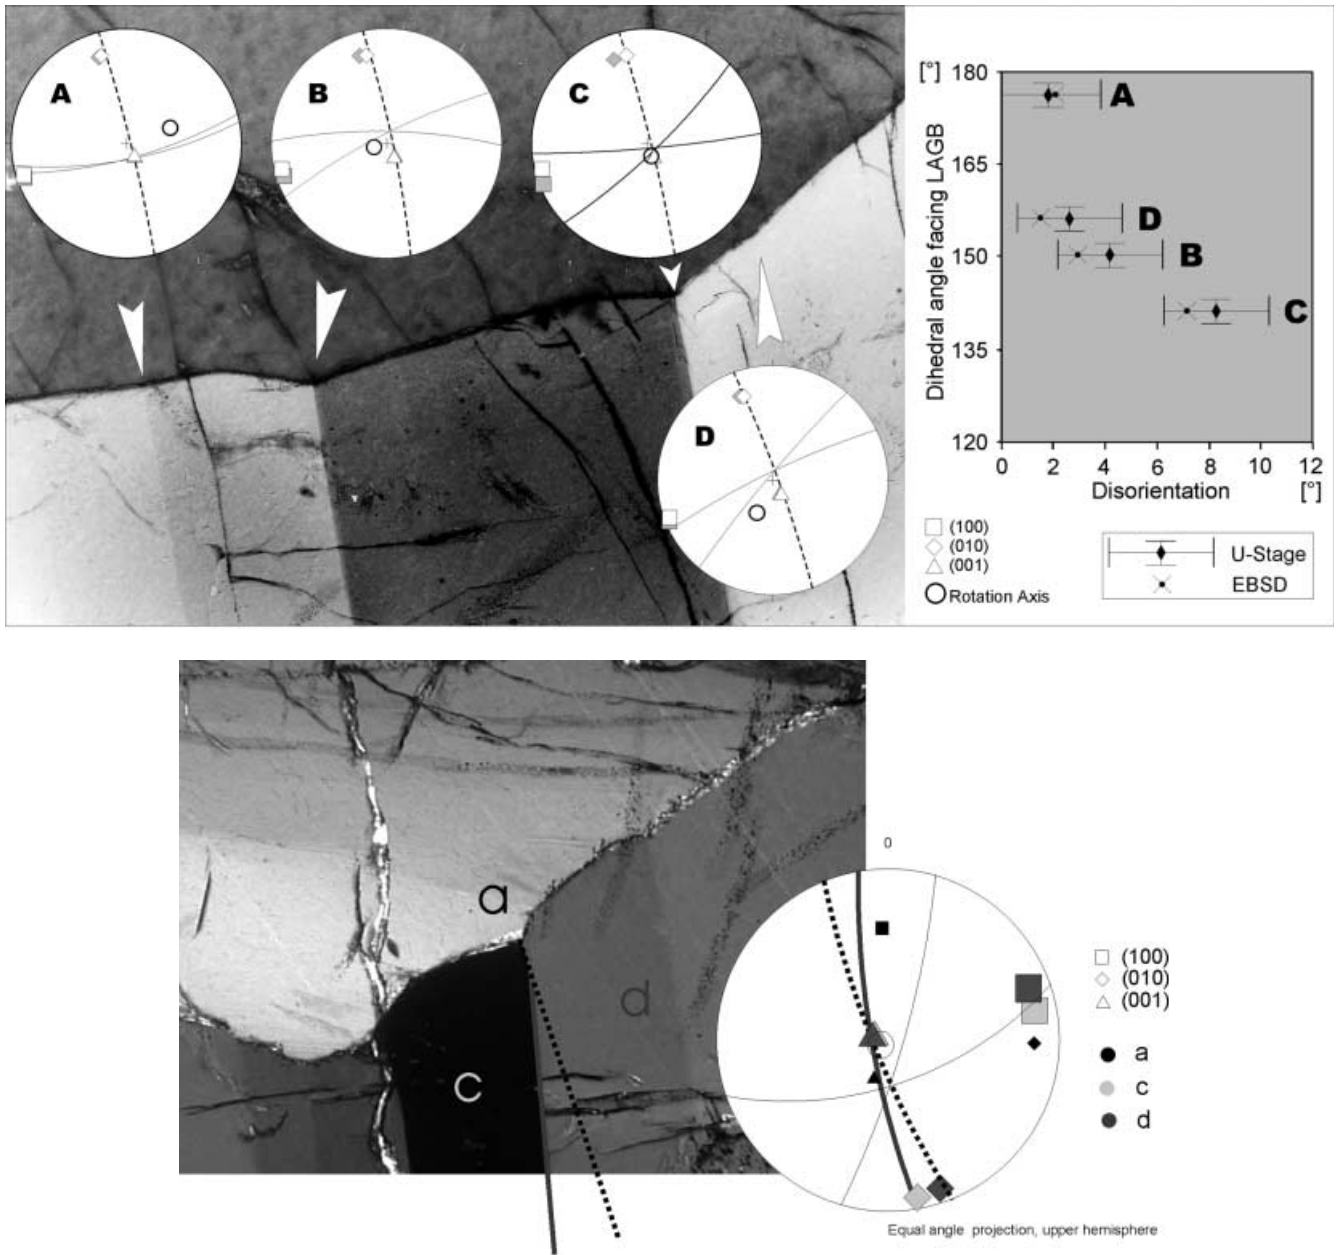 A
B
C
D
[°]
180
165
150
135
120
Dihedral angle facing LAGB
A
D
B
C
0 2 4 6 8 10 12
Disorientation [°]
(100)
(010)
(001)
Rotation Axis
U-Stage
EBSD
a
d
c
0
(100)
(010)
(001)
a
c
d
Equal angle projection, upper hemisphere